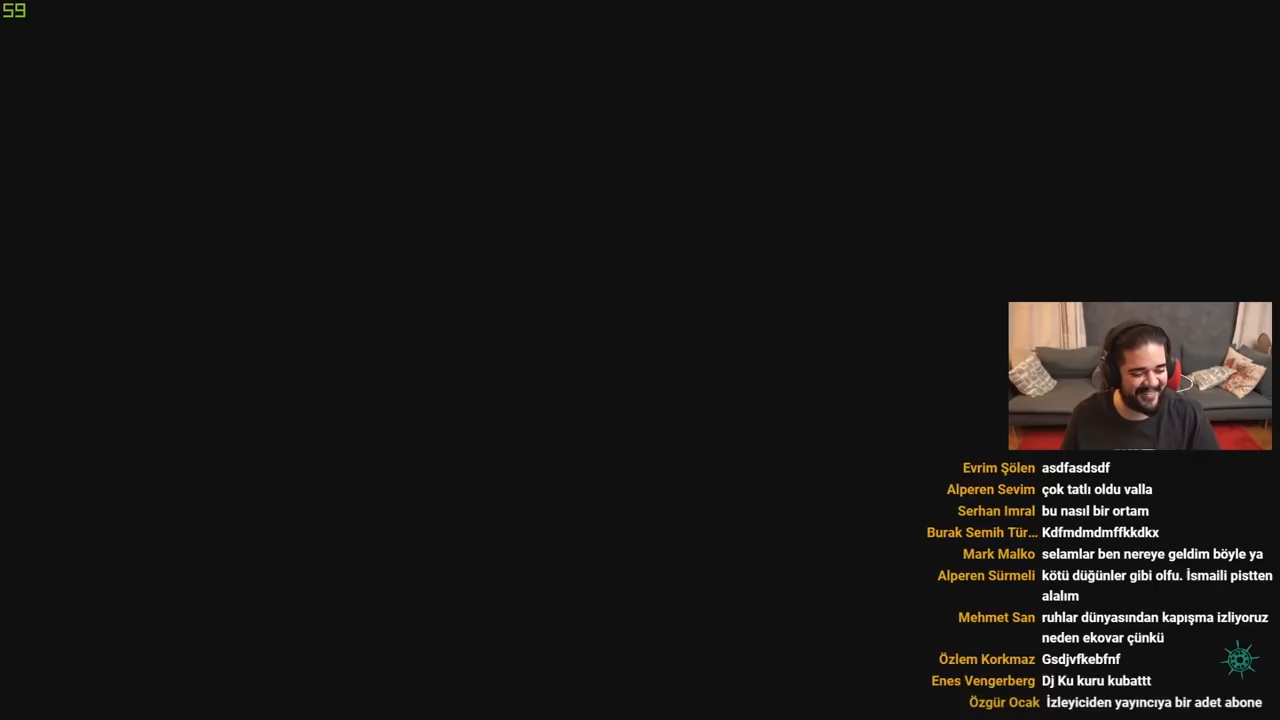 59
Evrim Şölen asdfasdsdf
Alperen Sevim çok tatlı oldu valla
Serhan Imral bu nasıl bir ortam
Burak Semih Tür... Kdfmdmdmffkkdkx
Mark Malko selamlar ben nereye geldim böyle ya
Alperen Sürmeli kötü düğünler gibi olfu. İsmaili pistten
alalım
Mehmet San ruhlar dünyasından kapışma izliyoruz
neden ekovar çünkü
Özlem Korkmaz Gsdjvfkebfnf
Enes Vengerberg Dj Ku kuru kubattt
Özgür Ocak İzleyiciden yayıncıya bir adet abone